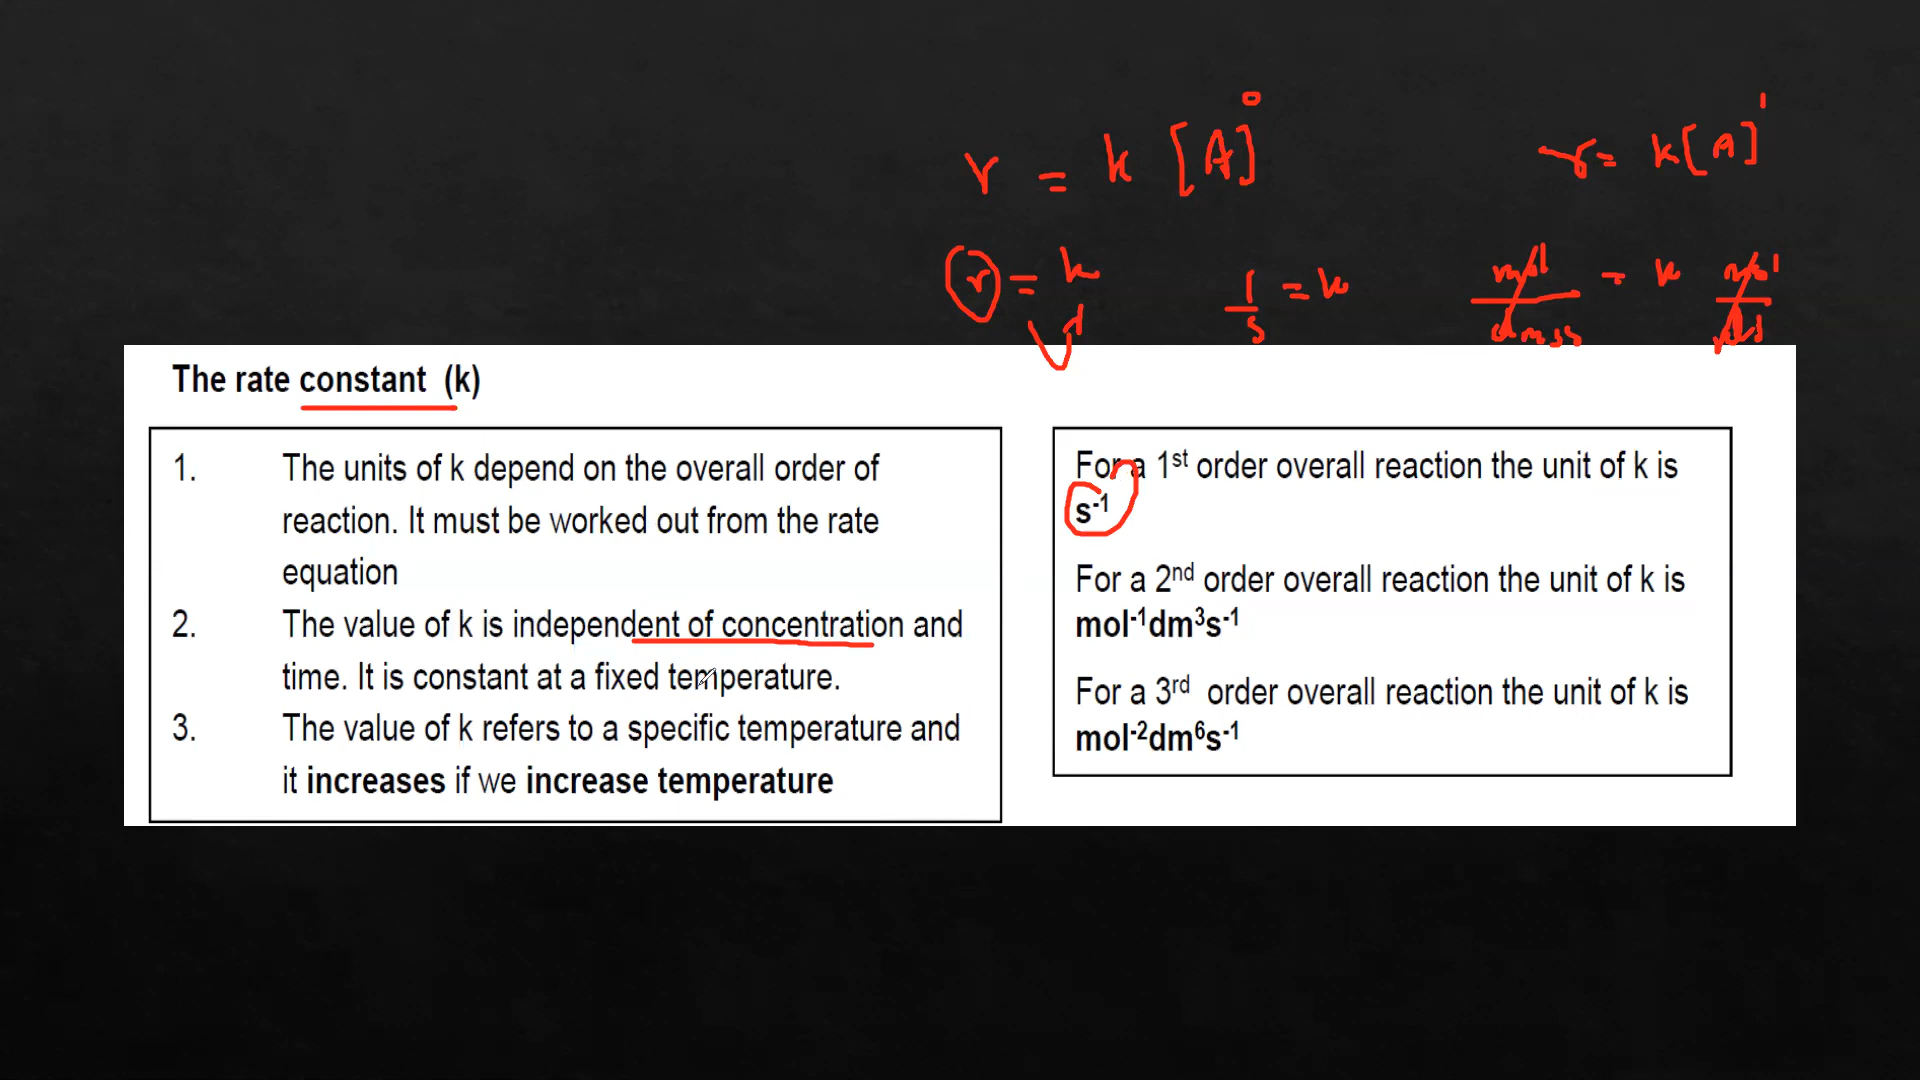 r = k [A]⁰
r = k[A]¹
r = k
1/s = k
The rate constant (k)
1. The units of k depend on the overall order of
reaction. It must be worked out from the rate
equation
2. The value of k is independent of concentration and
time. It is constant at a fixed temperature.
3. The value of k refers to a specific temperature and
it increases if we increase temperature
For a 1st order overall reaction the unit of k is
s⁻¹
For a 2nd order overall reaction the unit of k is
mol⁻¹dm³s⁻¹
For a 3rd order overall reaction the unit of k is
mol⁻²dm⁶s⁻¹